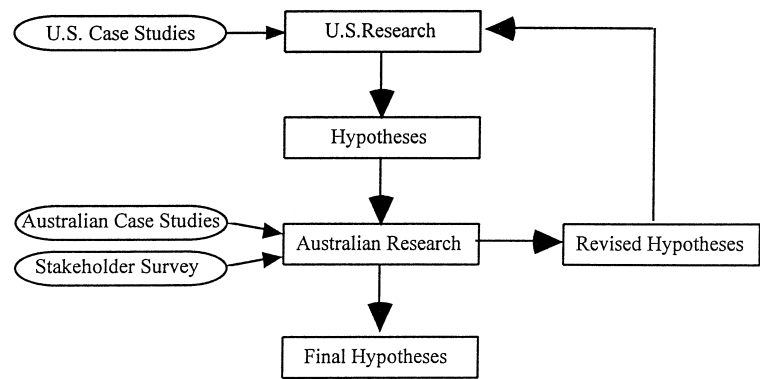 U.S. Case Studies
U.S.Research
Hypotheses
Australian Case Studies
Australian Research
Revised Hypotheses
Stakeholder Survey
Final Hypotheses